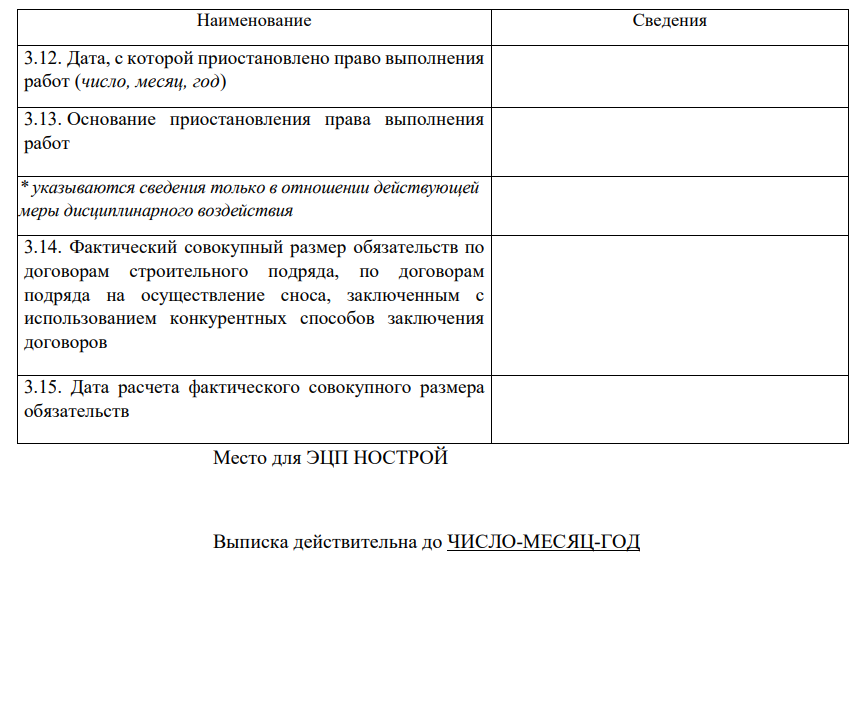 Наименование Сведения
3.12. Дата, с которой приостановлено право выполнения
работ (число, месяц, год)
3.13. Основание приостановления права выполнения
работ
* указываются сведения только в отношении действующей
меры дисциплинарного воздействия
3.14. Фактический совокупный размер обязательств по
договорам строительного подряда, по договорам
подряда на осуществление сноса, заключенным с
использованием конкурентных способов заключения
договоров
3.15. Дата расчета фактического совокупного размера
обязательств
Место для ЭЦП НОСТРОЙ
Выписка действительна до ЧИСЛО-МЕСЯЦ-ГОД